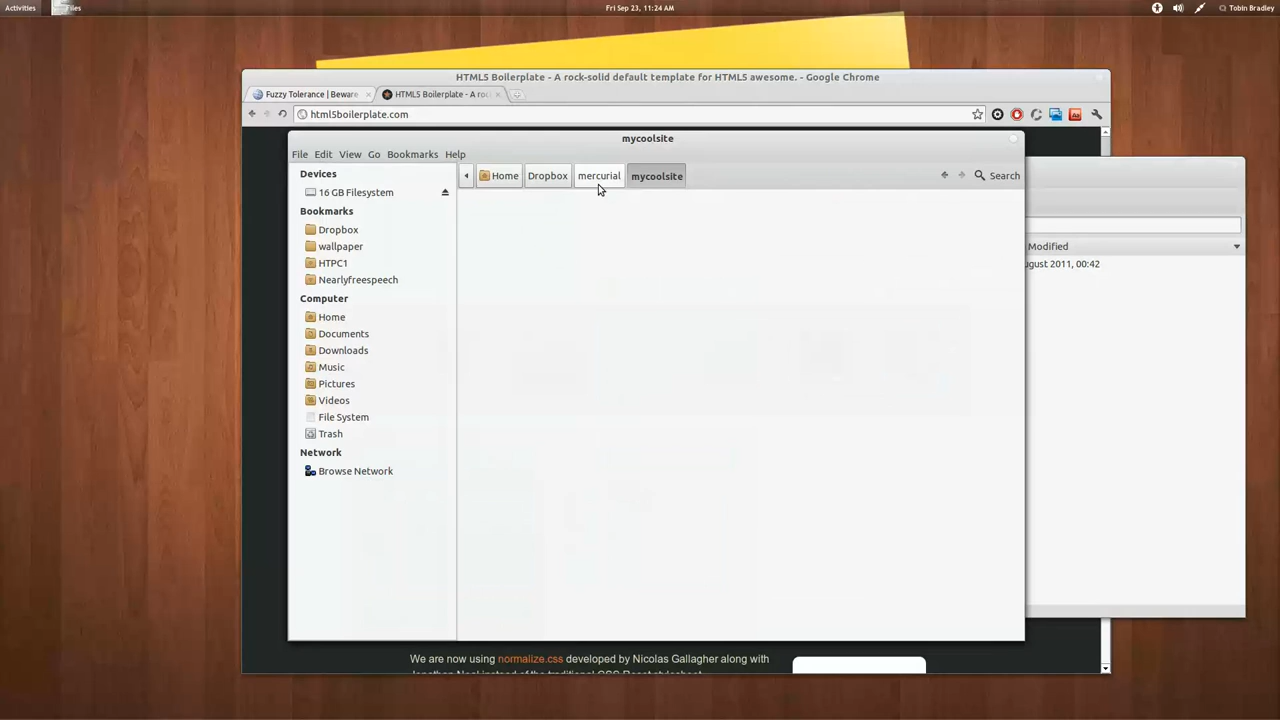 Activities Files Fri Sep 23, 11:24 AM Tobin Bradley
HTML5 Boilerplate - A rock-solid default template for HTML5 awesome. - Google Chrome
Fuzzy Tolerance | Beware HTML5 Boilerplate - A roc
html5boilerplate.com
mycoolsite
File Edit View Go Bookmarks Help
Devices
16 GB Filesystem
Bookmarks
Dropbox
wallpaper
HTPC1
Nearlyfreespeech
Computer
Home
Documents
Downloads
Music
Pictures
Videos
File System
Trash
Network
Browse Network
Home Dropbox mercurial mycoolsite Search
Modified
ugust 2011, 00:42
We are now using normalize.css developed by Nicolas Gallagher along with